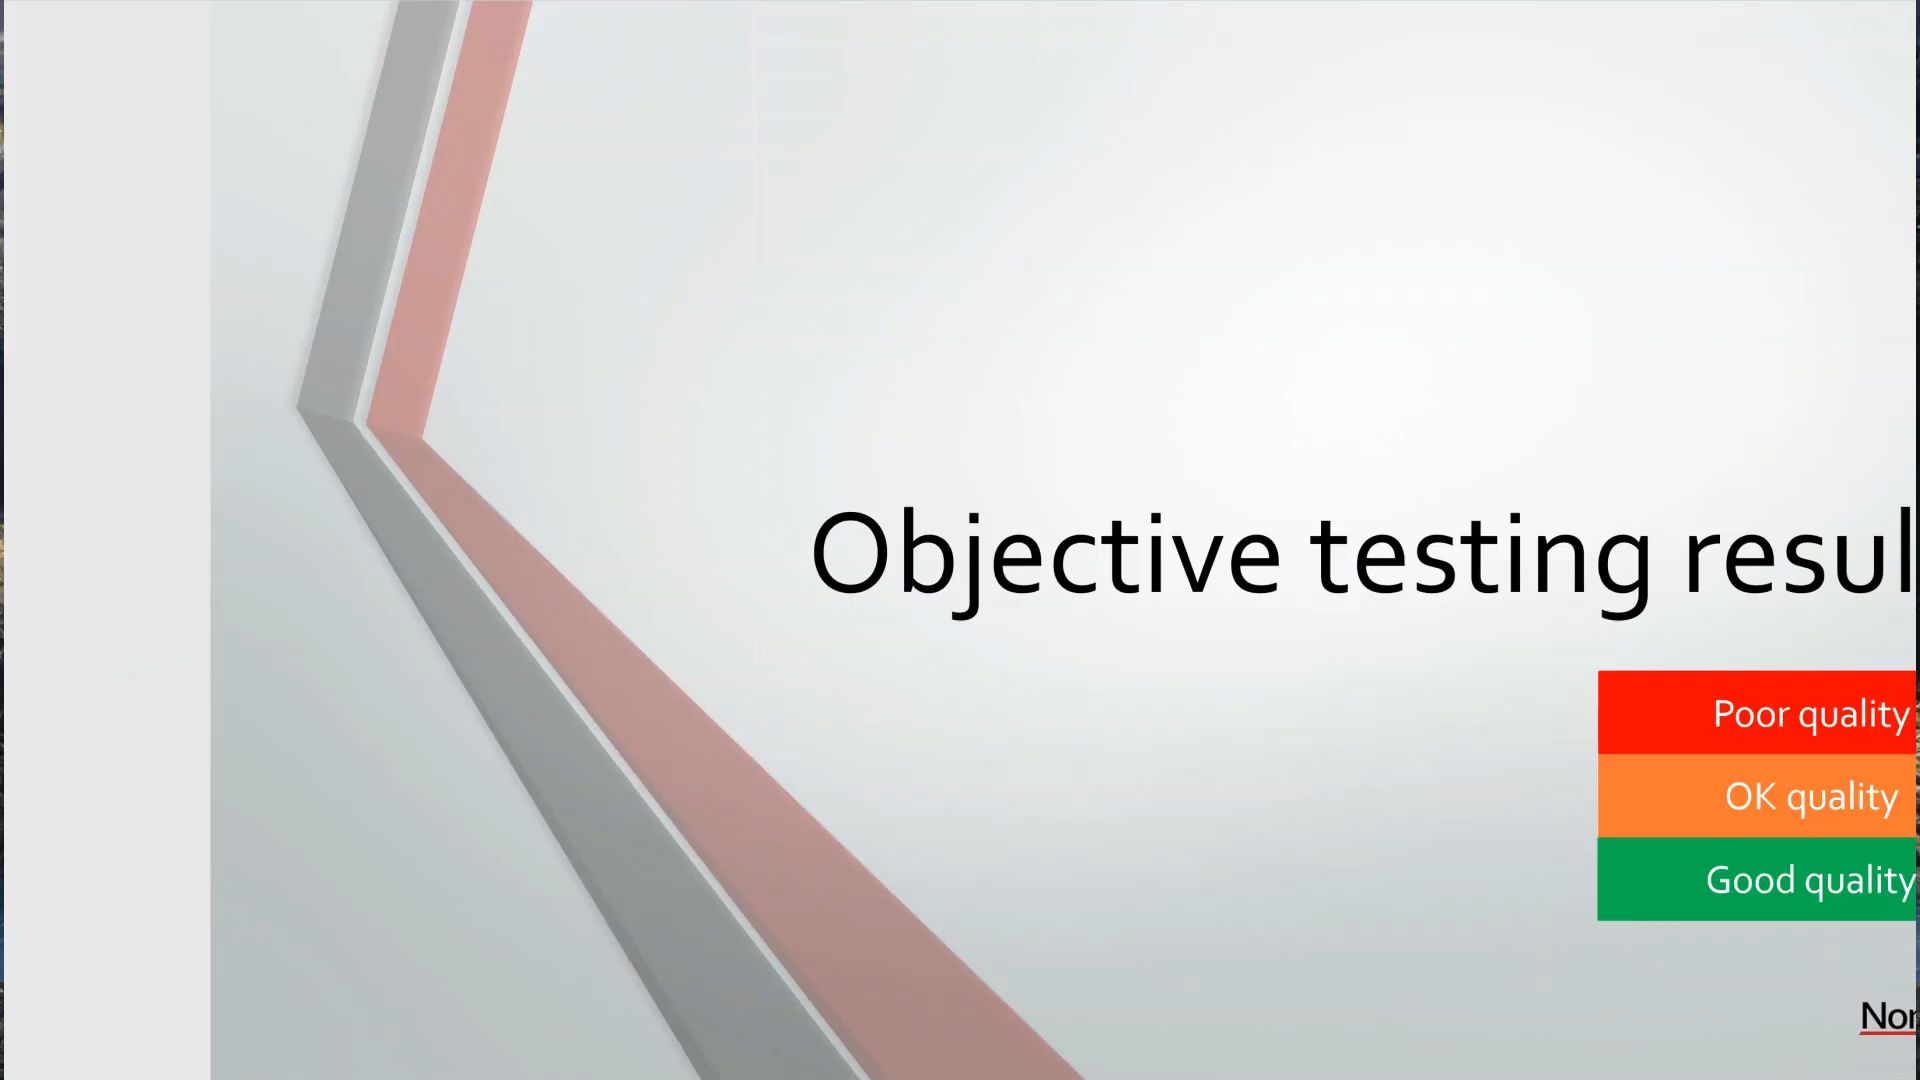 Objective testing resul
Poor quality
OK quality
Good quality
Nor